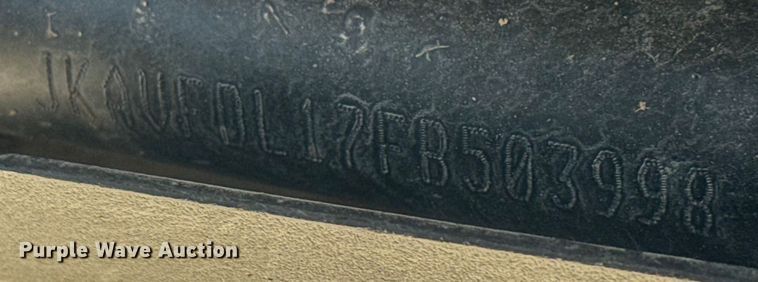 JKAVFDL17FB503998
Purple Wave Auction